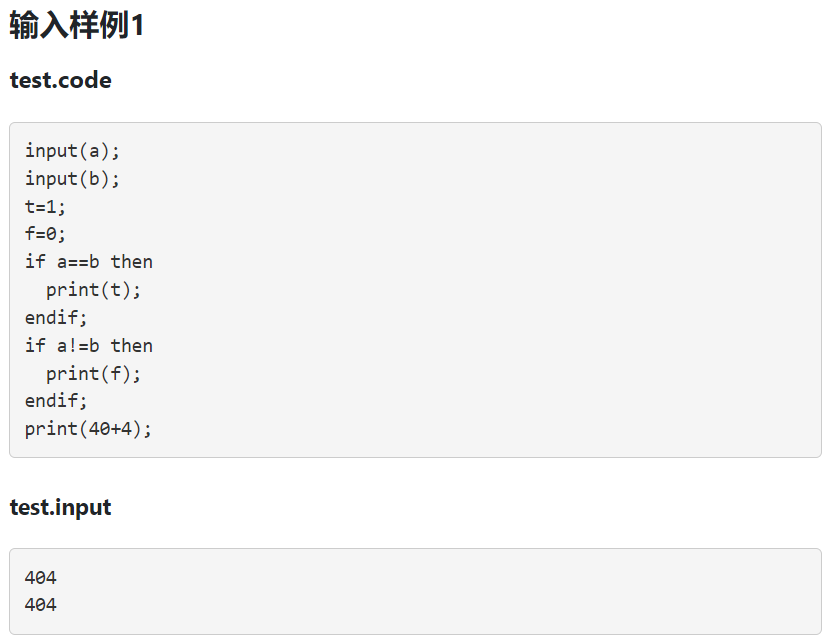 输入样例1
test.code
input(a);
input(b);
t=1;
f=0;
if a==b then
  print(t);
endif;
if a!=b then
  print(f);
endif;
print(40+4);
test.input
404
404